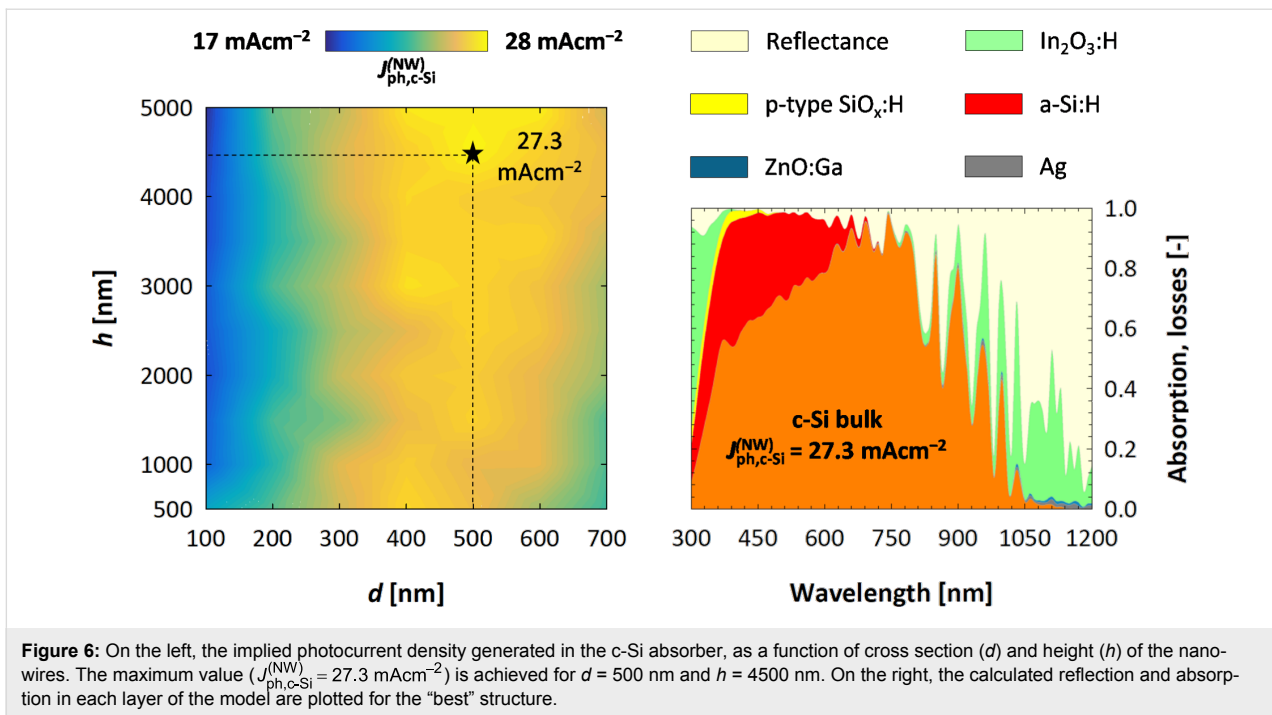 17 mAcm⁻² 28 mAcm⁻²
J(NW)ph,c-Si
Reflectance In₂O₃:H
p-type SiOₓ:H a-Si:H
ZnO:Ga Ag
5000
4000
3000
2000
1000
500
h [nm]
27.3
mAcm⁻²
100 200 300 400 500 600 700
d [nm]
1.0
0.8
0.6
0.4
0.2
0.0
Absorption, losses [-]
c-Si bulk
J(NW)ph,c-Si = 27.3 mAcm⁻²
300 450 600 750 900 1050 1200
Wavelength [nm]
Figure 6: On the left, the implied photocurrent density generated in the c-Si absorber, as a function of cross section (d) and height (h) of the nano-
wires. The maximum value (J(NW)ph,c-Si = 27.3 mAcm⁻²) is achieved for d = 500 nm and h = 4500 nm. On the right, the calculated reflection and absorp-
tion in each layer of the model are plotted for the “best” structure.